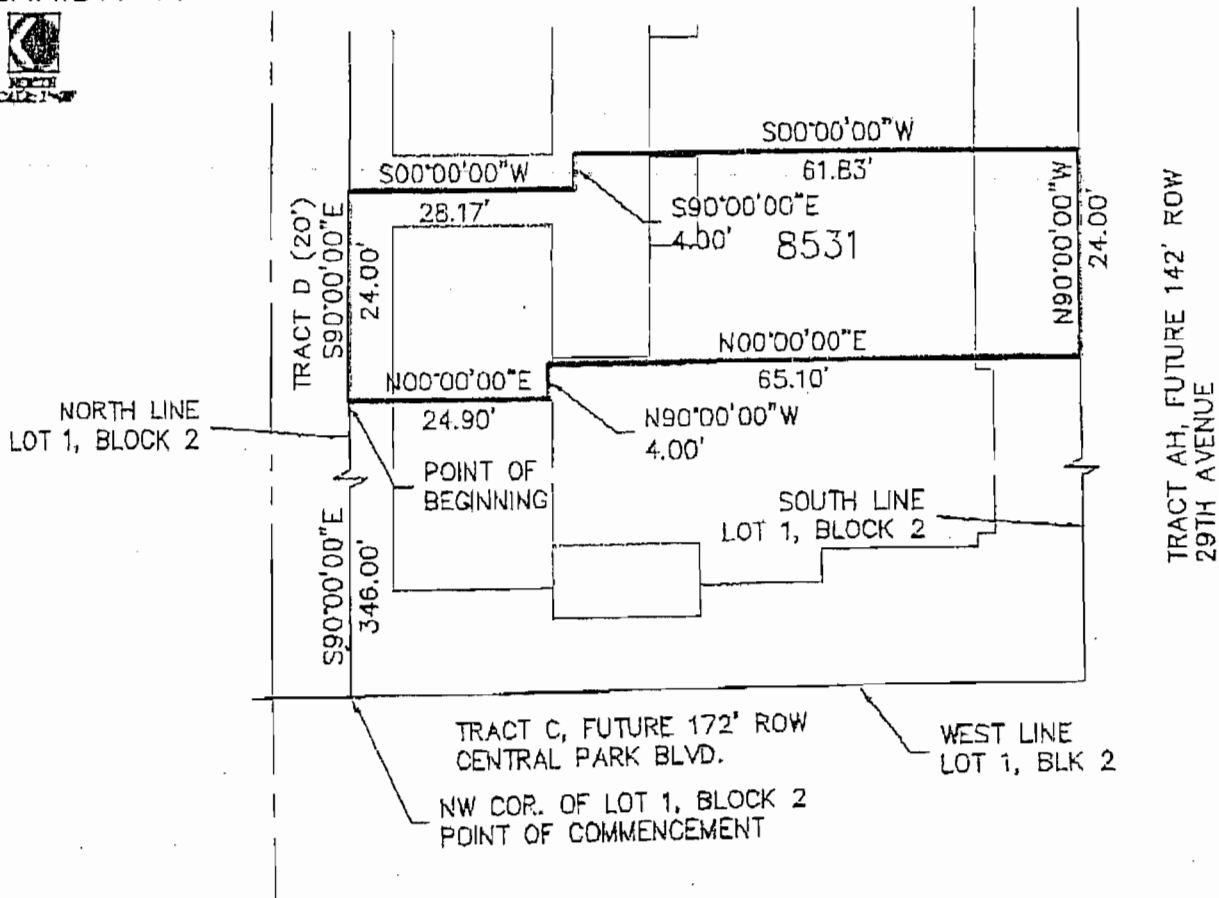 NORTH
S00°00'00"W
61.83'
S00°00'00"W
28.17'
S90°00'00"E
4.00'
8531
N90°00'00"W
24.00'
TRACT D (20')
S90°00'00"E
24.00'
TRACT AH, FUTURE 142' ROW
29TH AVENUE
N00°00'00"E
65.10'
N00°00'00"E
24.90'
N90°00'00"W
4.00'
NORTH LINE
LOT 1, BLOCK 2
POINT OF
BEGINNING
SOUTH LINE
LOT 1, BLOCK 2
S90°00'00"E
346.00'
TRACT C, FUTURE 172' ROW
CENTRAL PARK BLVD.
WEST LINE
LOT 1, BLK 2
NW COR. OF LOT 1, BLOCK 2
POINT OF COMMENCEMENT